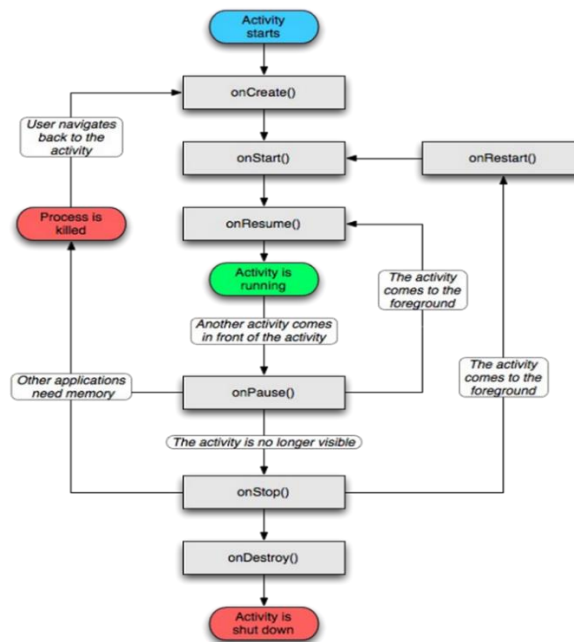 Activity
starts
onCreate()
User navigates
back to the
activity
onStart()
onRestart()
Process is
killed
onResume()
Activity is
running
The activity
comes to the
foreground
Another activity comes
in front of the activity
The activity
comes to the
foreground
Other applications
need memory
onPause()
The activity is no longer visible
onStop()
onDestroy()
Activity is
shut down